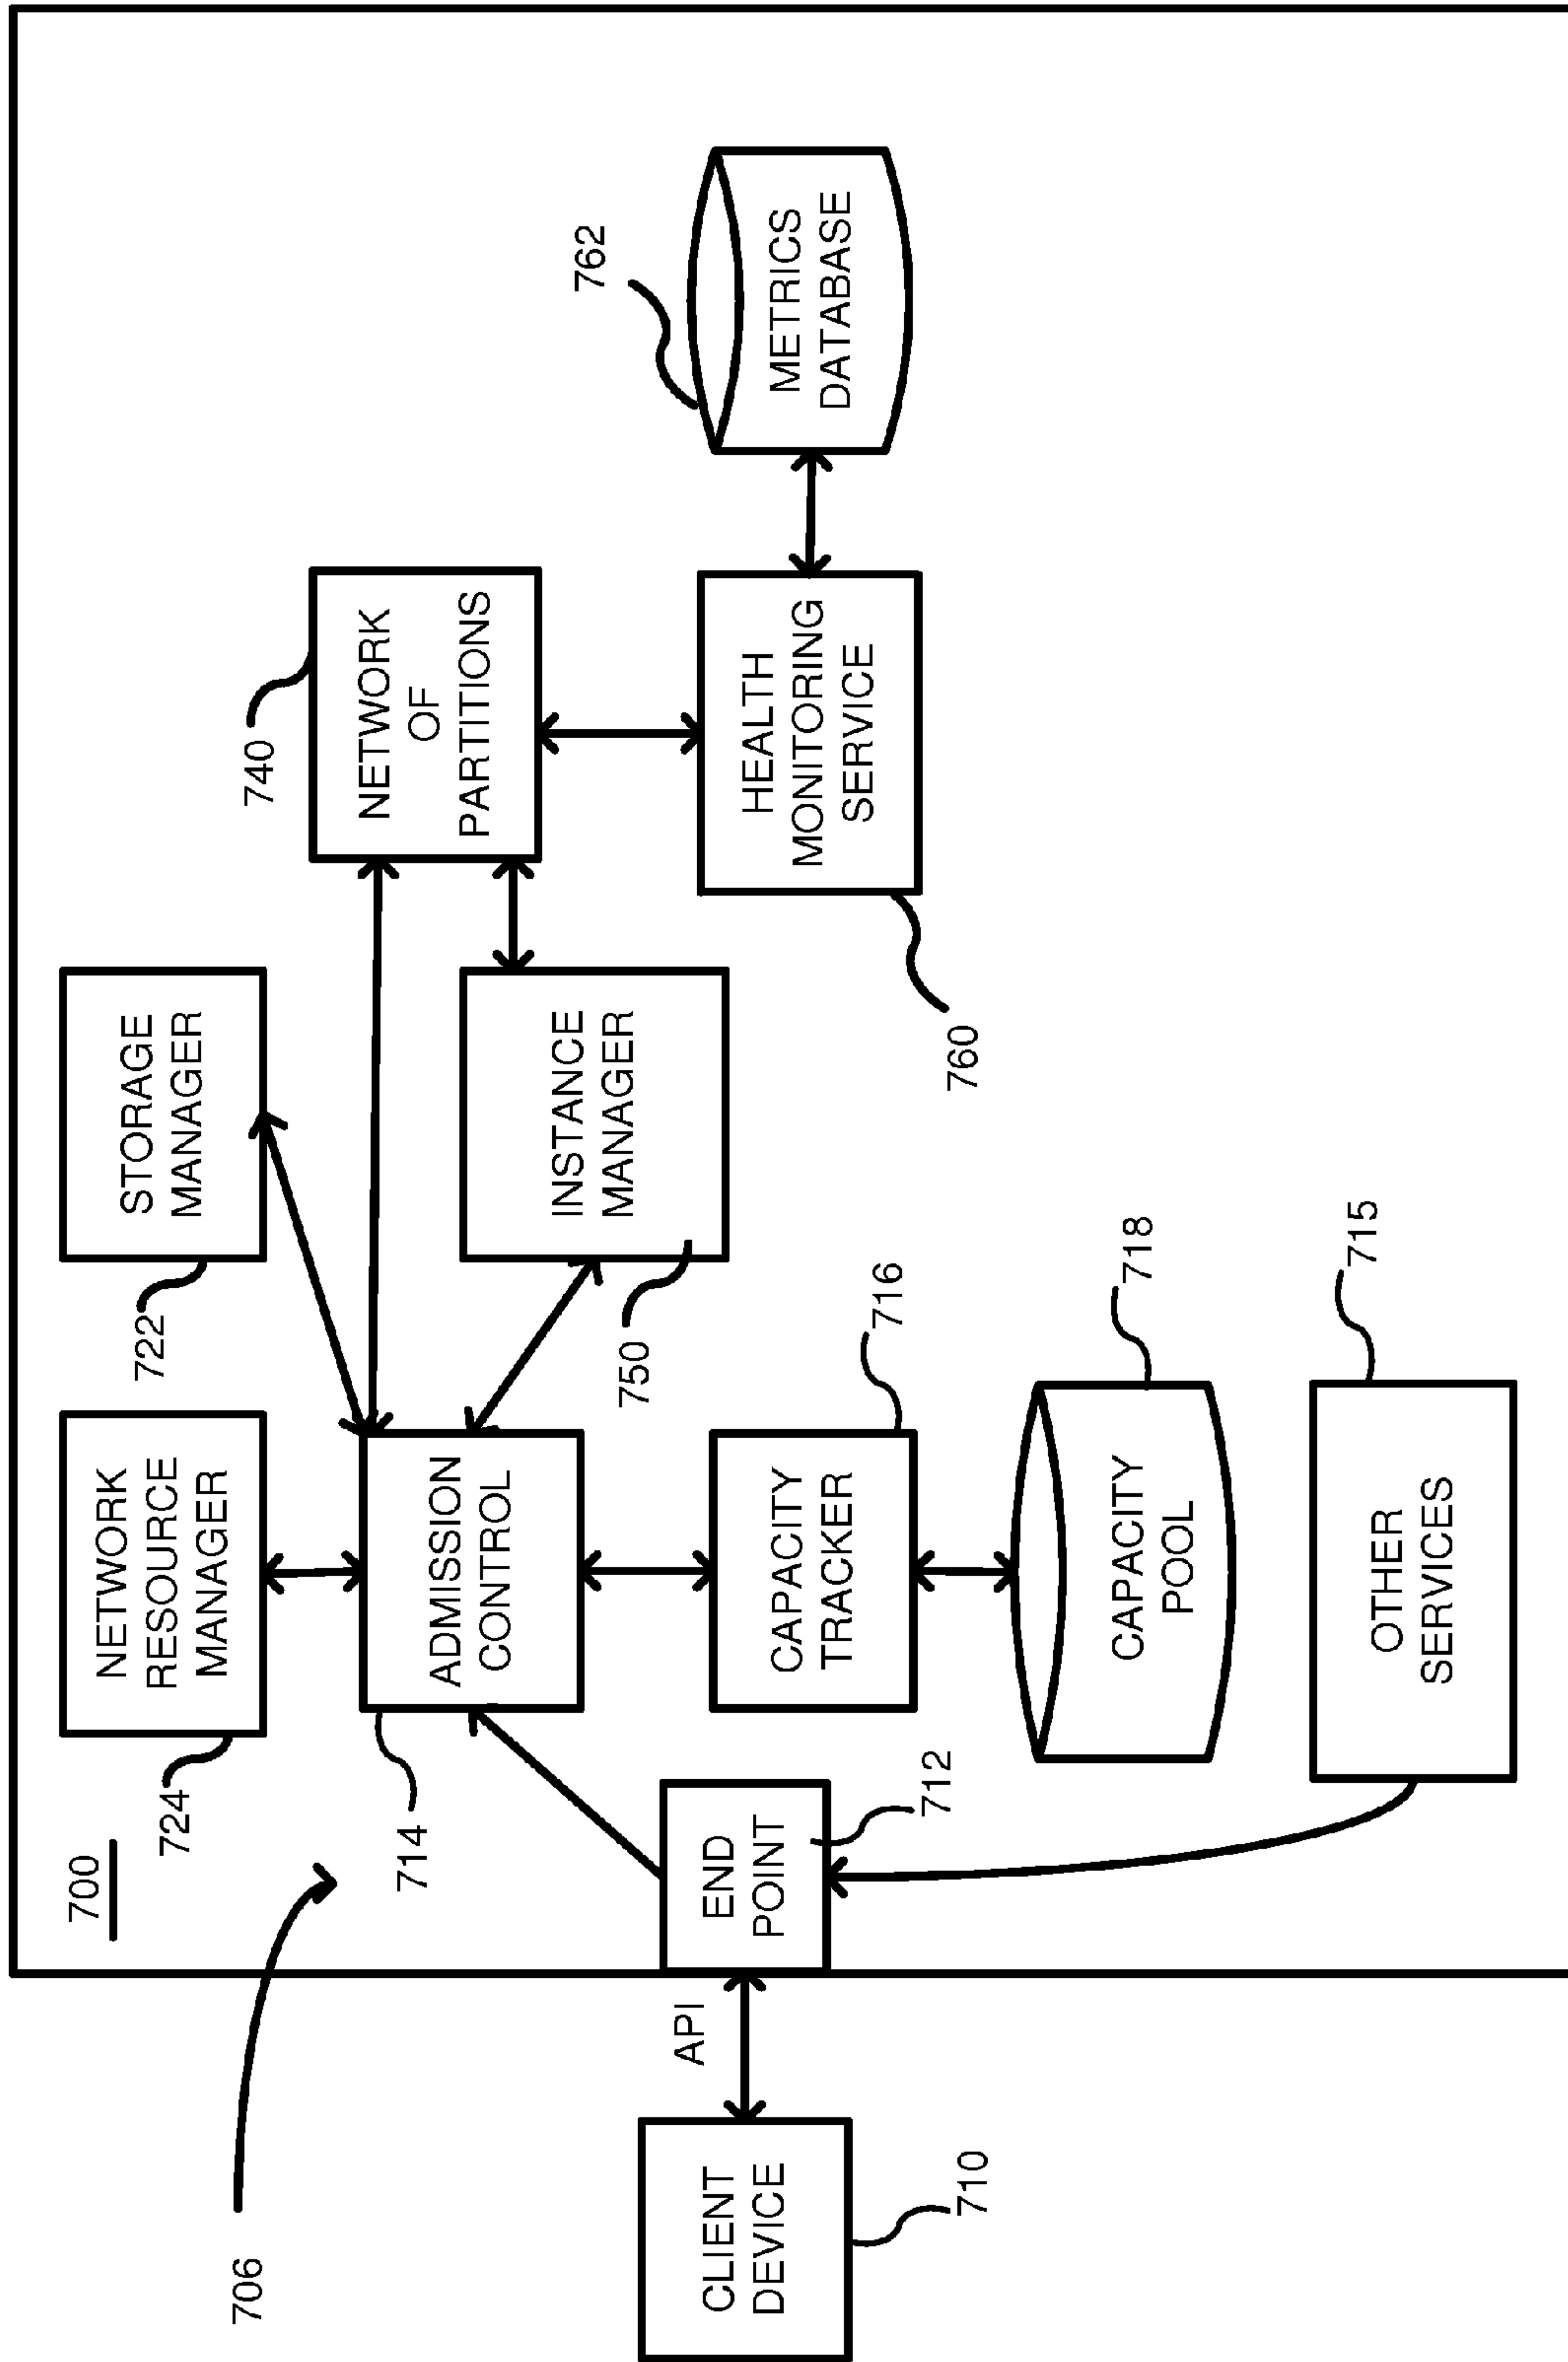 700
706
724
NETWORK
RESOURCE
MANAGER
722
STORAGE
MANAGER
714
ADMISSION
CONTROL
740
NETWORK
OF
PARTITIONS
750
INSTANCE
MANAGER
762
METRICS
DATABASE
API
CLIENT
DEVICE
710
END
POINT
712
CAPACITY
TRACKER
716
HEALTH
MONITORING
SERVICE
760
CAPACITY
POOL
718
OTHER
SERVICES
715